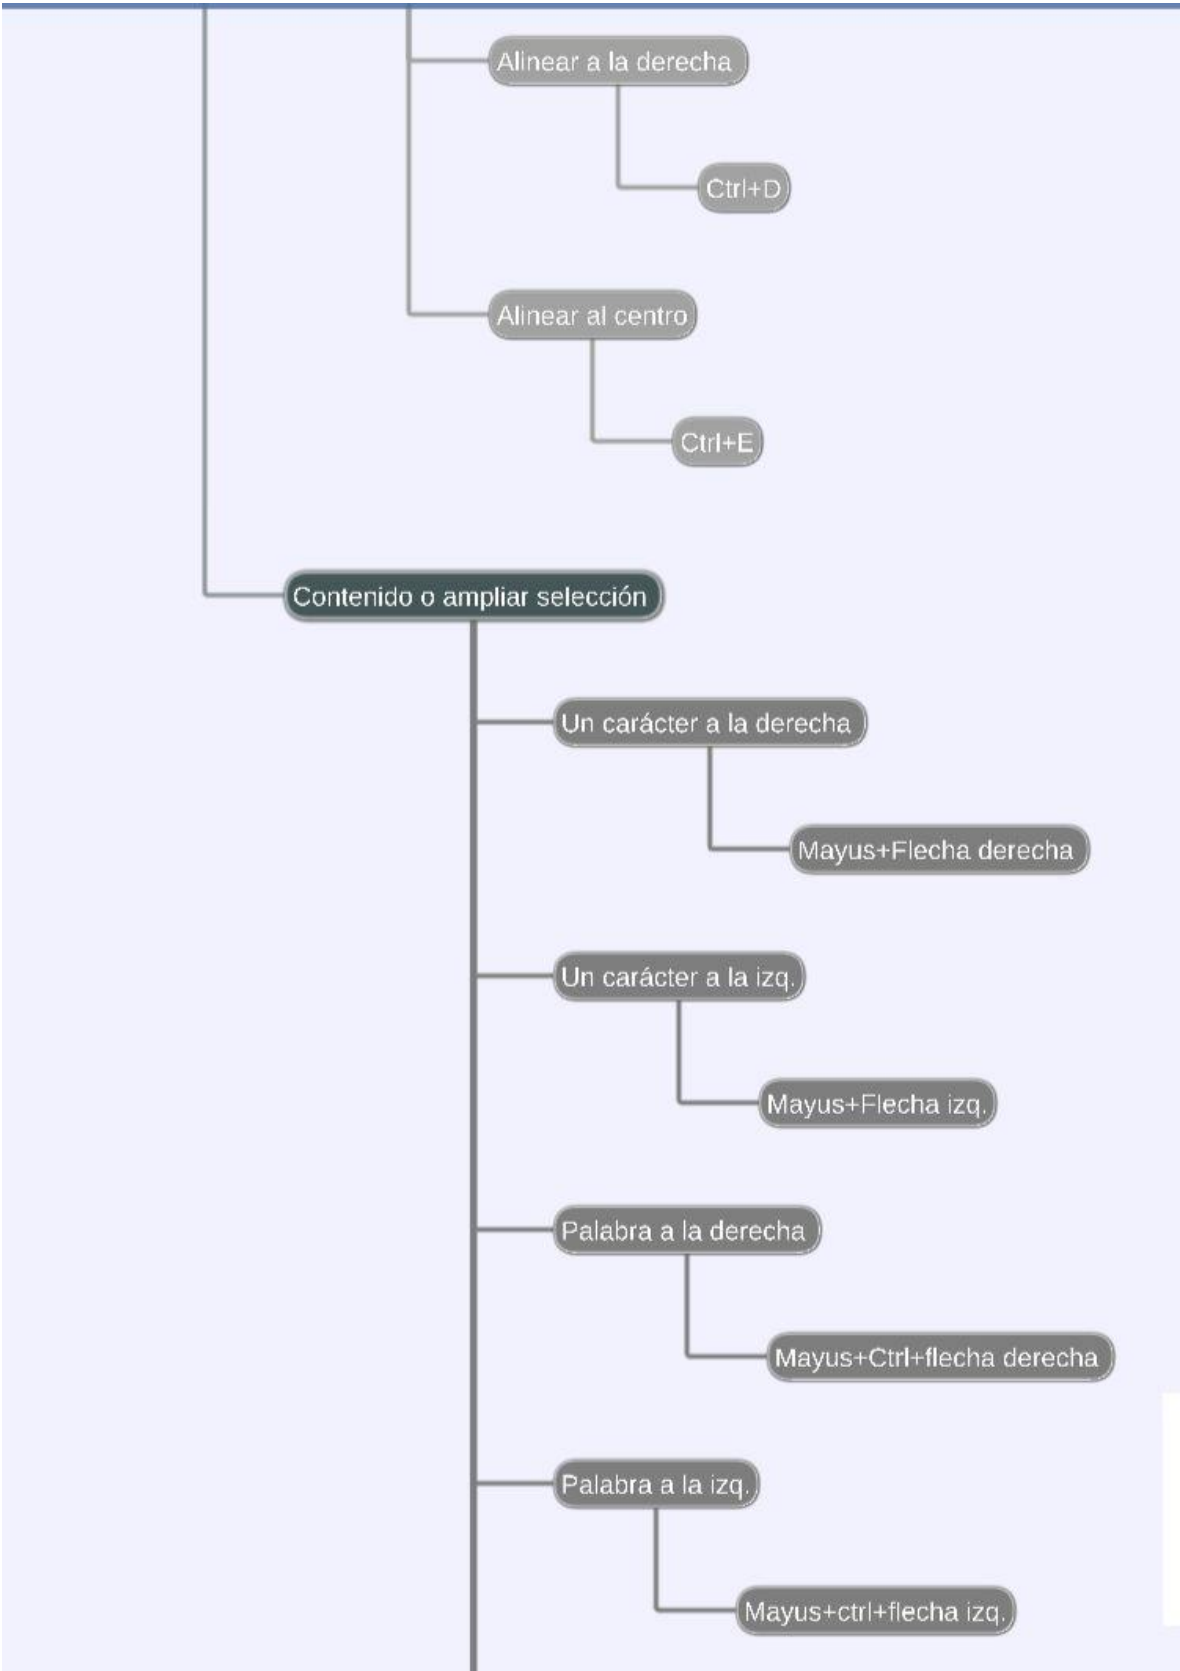 Alinear a la derecha
Ctrl+D
Alinear al centro
Ctrl+E
Contenido o ampliar selección
Un carácter a la derecha
Mayus+Flecha derecha
Un carácter a la izq.
Mayus+Flecha izq.
Palabra a la derecha
Mayus+Ctrl+flecha derecha
Palabra a la izq.
Mayus+ctrl+flecha izq.